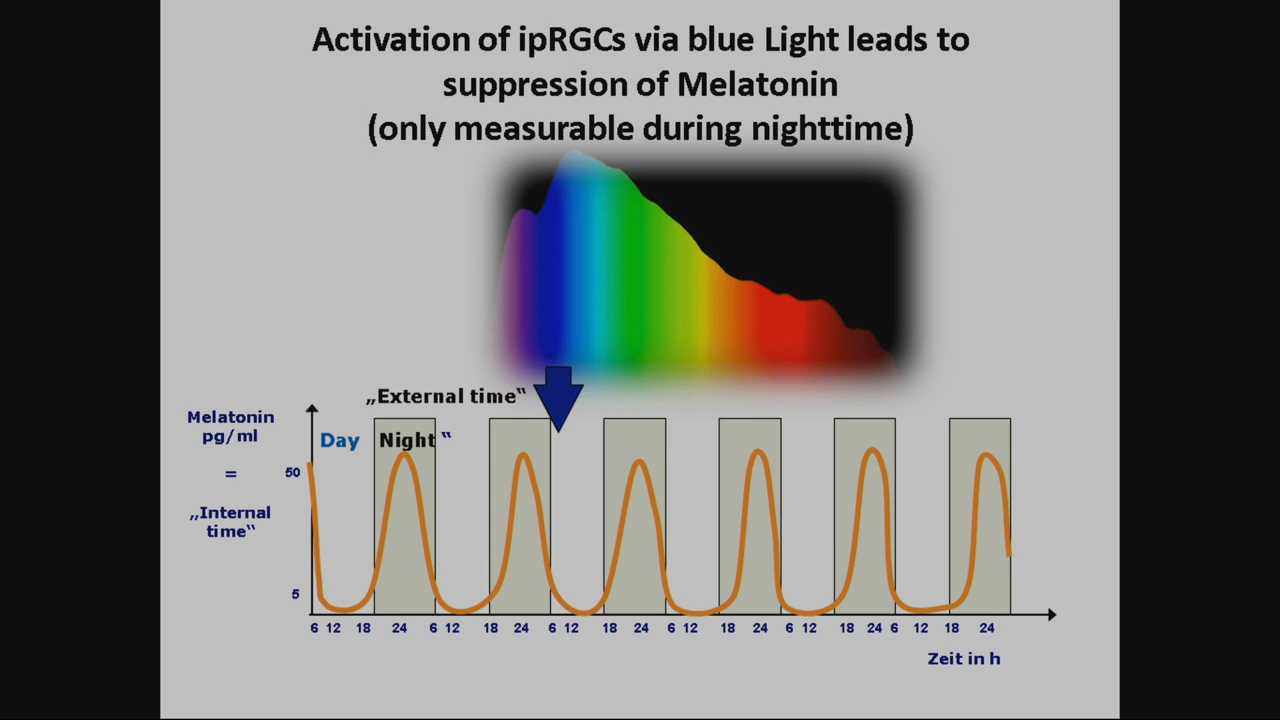 Activation of ipRGCs via blue Light leads to
suppression of Melatonin
(only measurable during nighttime)
„External time‟
Melatonin
pg/ml
=
„Internal
time‟
Day
Night‟
50
5
6 12 18 24 6 12 18 24 6 12 18 24 6 12 18 24 6 12 18 24 6 12 18 24
Zeit in h